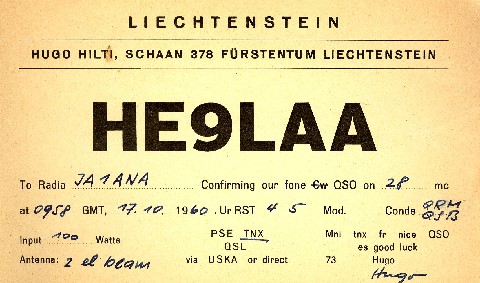 LIECHTENSTEIN
HUGO HILTI, SCHAAN 378 FÜRSTENTUM LIECHTENSTEIN
HE9LAA
To Radio JA1ANA Confirming our fone Cw QSO on 28 mc
at 0958 GMT, 17.10. 1960. Ur RST 4 5 Mod. Conds QRM QSB
Input 100 Watts PSE TNX Mni tnx fr nice QSO
QSL es good luck
Antenna: 2 el beam via USKA or direct 73 Hugo
Hugo